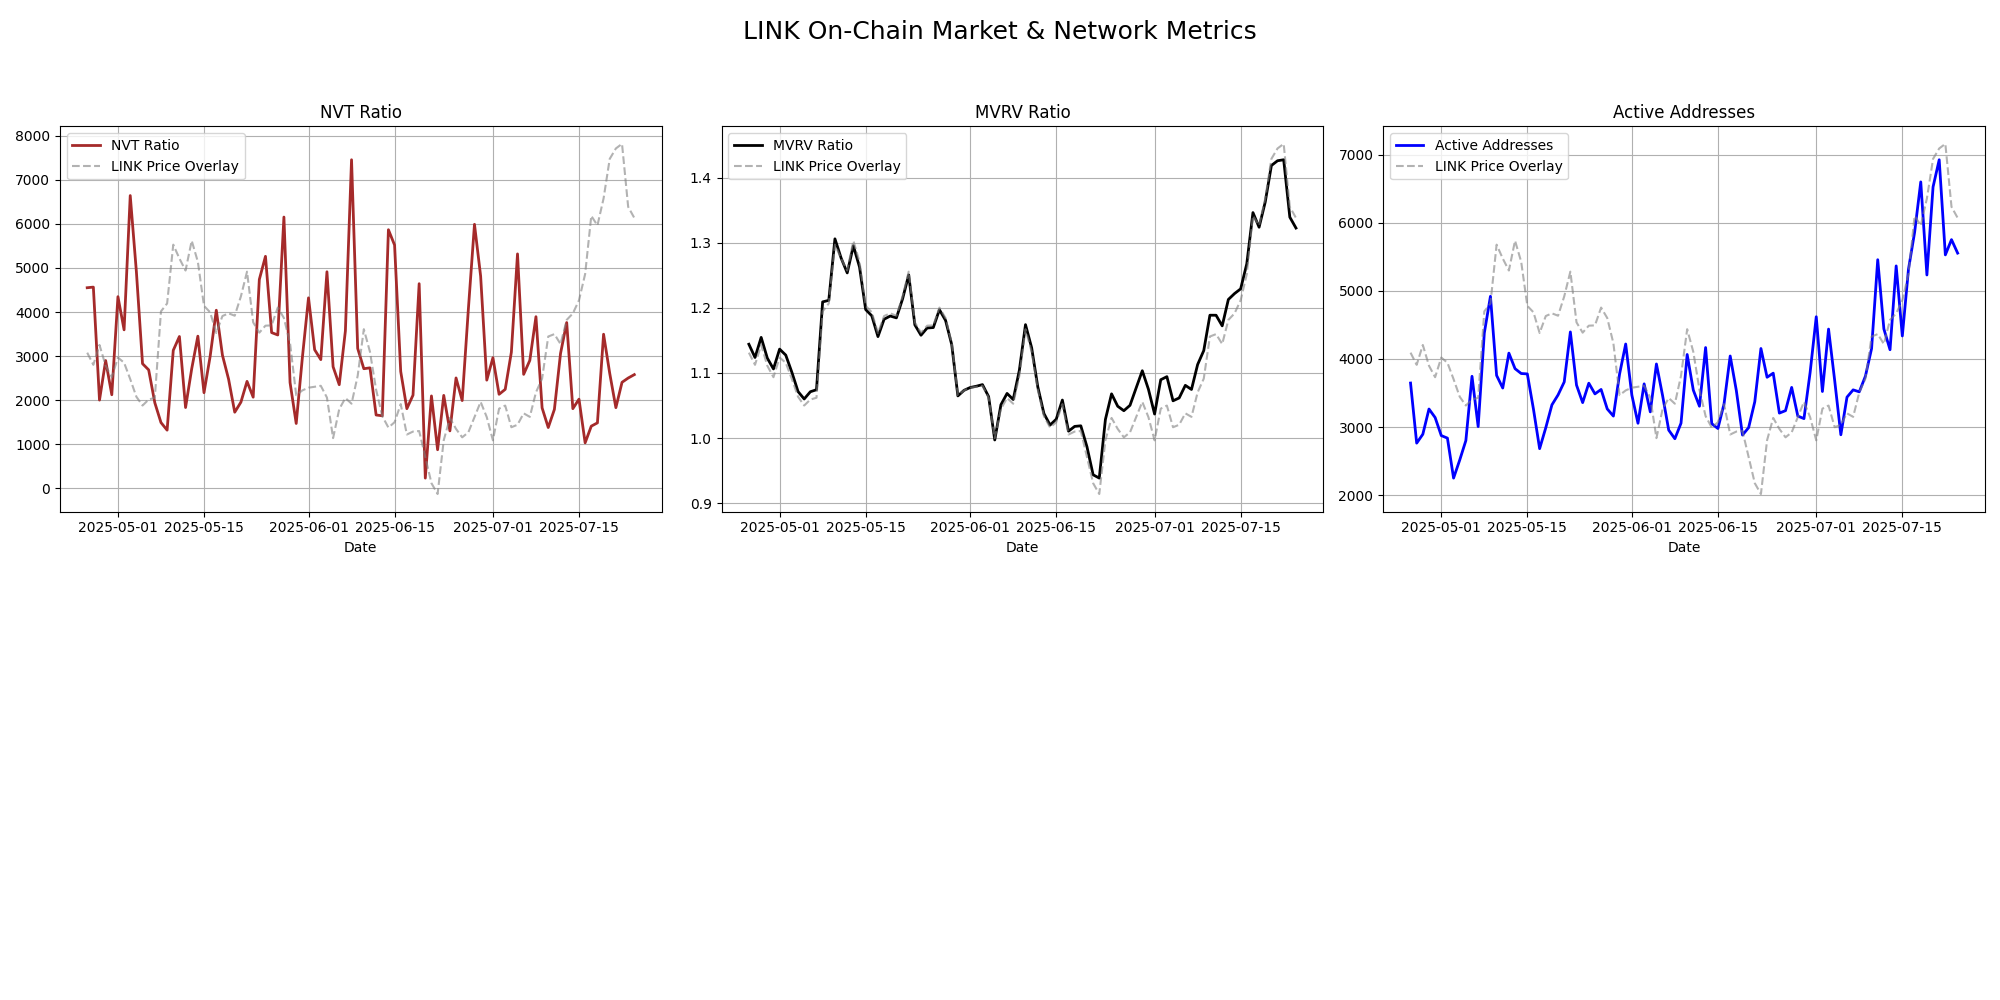 LINK On-Chain Market & Network Metrics
NVT Ratio
NVT Ratio
LINK Price Overlay
8000
7000
6000
5000
4000
3000
2000
1000
0
2025-05-01 2025-05-15 2025-06-01 2025-06-15 2025-07-01 2025-07-15
Date
MVRV Ratio
MVRV Ratio
LINK Price Overlay
1.4
1.3
1.2
1.1
1.0
0.9
2025-05-01 2025-05-15 2025-06-01 2025-06-15 2025-07-01 2025-07-15
Date
Active Addresses
Active Addresses
LINK Price Overlay
7000
6000
5000
4000
3000
2000
2025-05-01 2025-05-15 2025-06-01 2025-06-15 2025-07-01 2025-07-15
Date